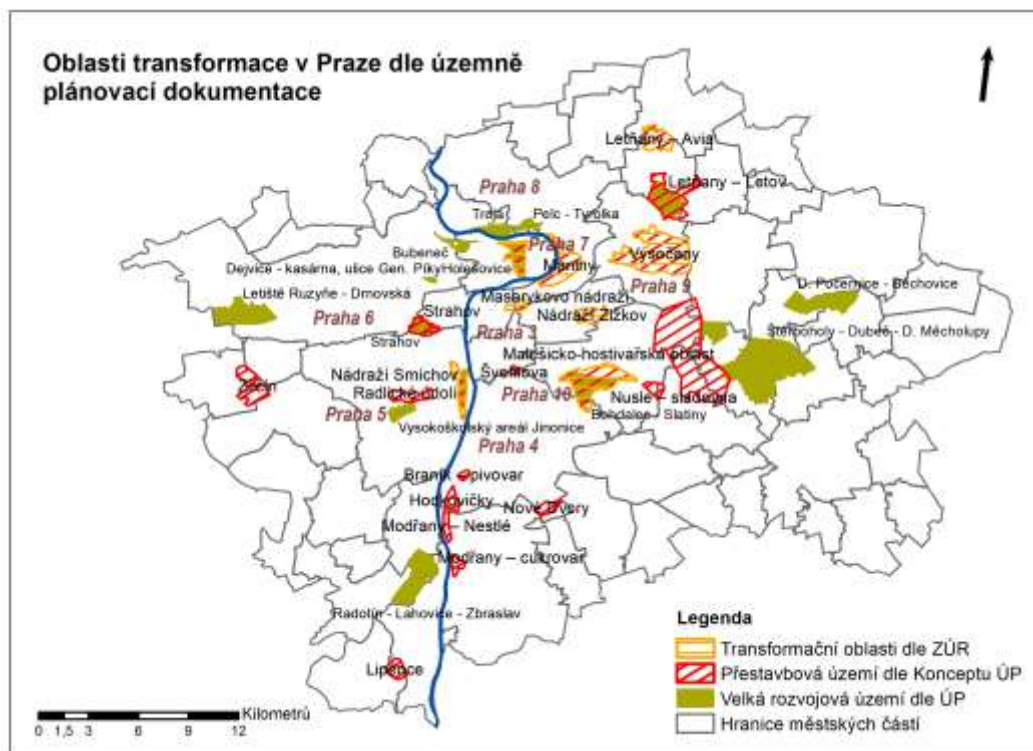 Oblasti transformace v Praze dle územně
plánovací dokumentace
Letňany – Avia
Letňany – Letov
Praha 8
Troja
Pelc - Tyrolka
Bubeneč
Praha 7
Maniny
Vysočany
Dejvice - kasárna, ulice Gen. Píky
Holešovice
Praha 9
D. Počernice - Běchovice
Letiště Ruzyně - Drnovská
Masarykovo nádraží
Praha 6
Strahov
Nádraží Žižkov
Praha 3
Štěrboholy - Dubeč - D. Měcholupy
Strahov
Malešicko-hostivařská oblast
Nádraží Smíchov
Zličín
Radlické údolí
Praha 10
Nusle – sladovna
Praha 5
Bohdalec - Slatiny
Vysokoškolský areál Jinonice
Praha 4
Braník – pivovar
Hodkovičky
Nové Dvory
Modřany – Nestlé
Modřany – cukrovar
Radotín - Lahovice - Zbraslav
Lipence
Legenda
Transformační oblasti dle ZÚR
Přestavbová území dle Konceptu ÚP
Velká rozvojová území dle ÚP
Hranice městských částí
Kilometrů
0 1,5 3 6 9 12